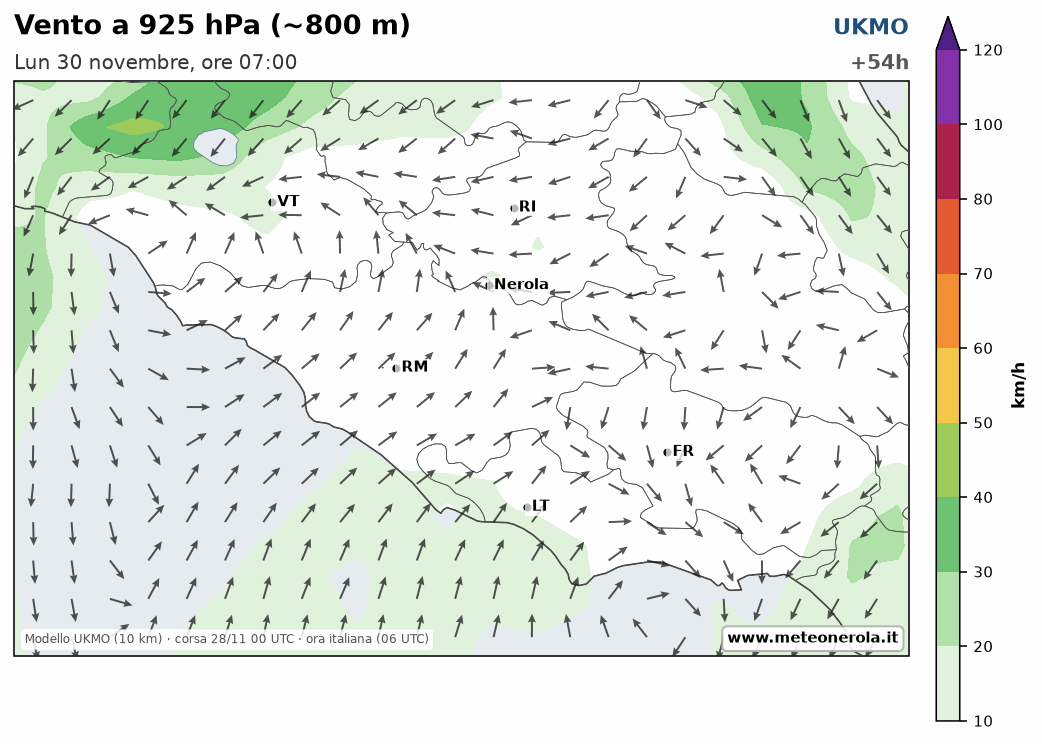 Vento a 925 hPa (~800 m)
UKMO
Lun 30 novembre, ore 07:00
+54h
120
100
80
70
60
50
40
30
20
10
km/h
VT
RI
Nerola
RM
FR
LT
Modello UKMO (10 km) · corsa 28/11 00 UTC · ora italiana (06 UTC)
www.meteonerola.it